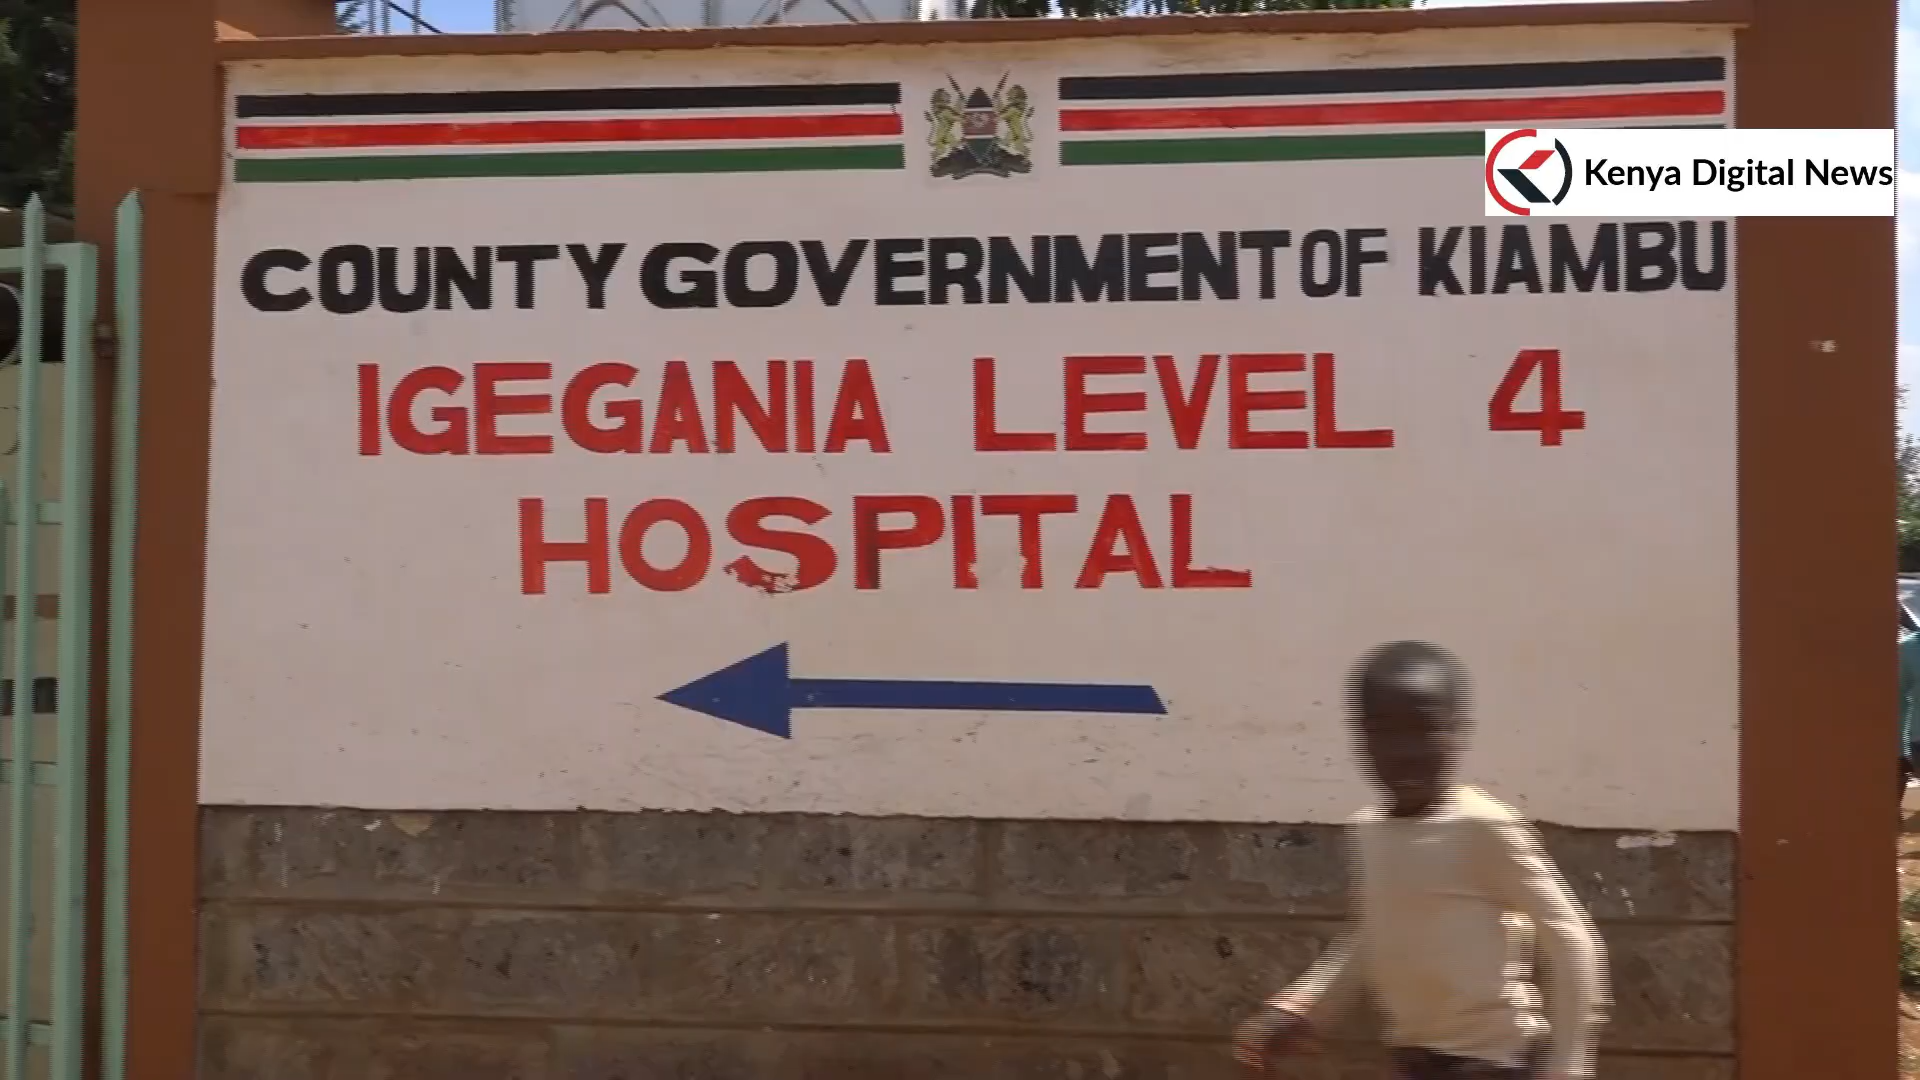 Kenya Digital News
COUNTY GOVERNMENT OF KIAMBU
IGEGANIA LEVEL 4
HOSPITAL